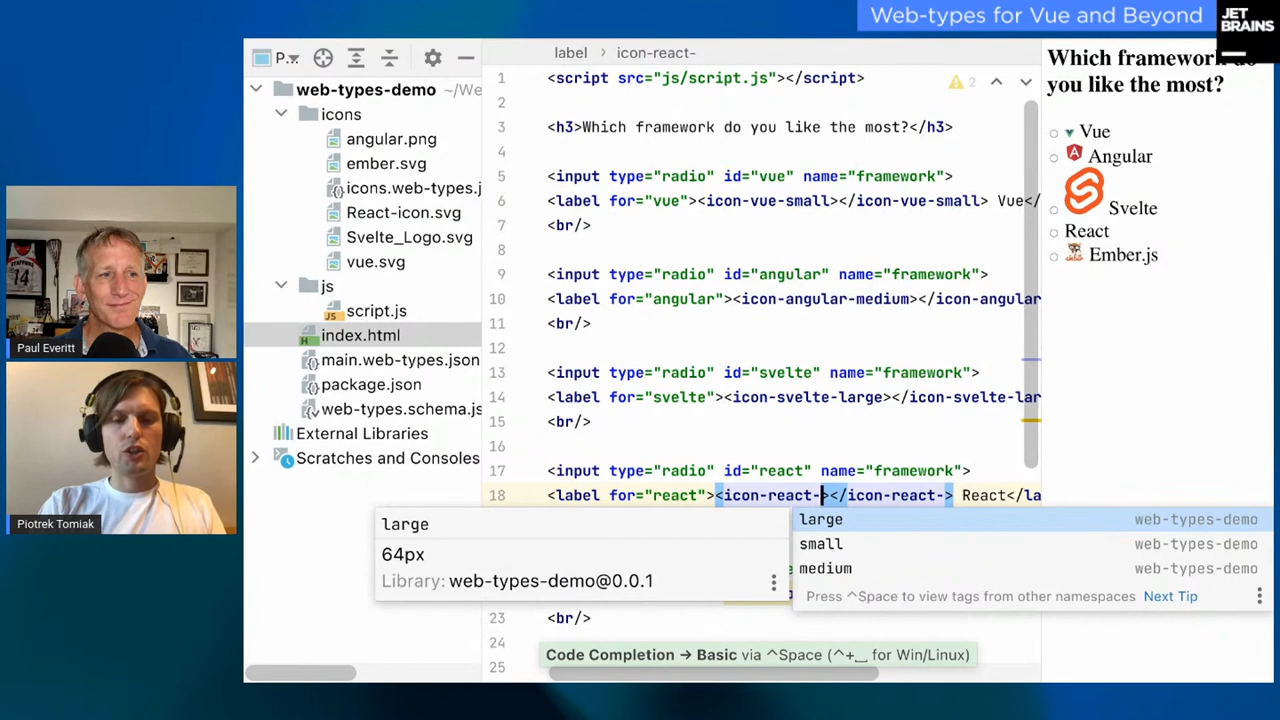 Web-types for Vue and Beyond
JET
BRAINS
P...
web-types-demo ~/We
icons
angular.png
ember.svg
icons.web-types.j
React-icon.svg
Svelte_Logo.svg
vue.svg
js
script.js
index.html
main.web-types.json
package.json
web-types.schema.js
External Libraries
Scratches and Consoles
label › icon-react-
2
1 <script src="js/script.js"></script>
2
3 <h3>Which framework do you like the most?</h3>
4
5 <input type="radio" id="vue" name="framework">
6 <label for="vue"><icon-vue-small></icon-vue-small> Vue</
7 <br/>
8
9 <input type="radio" id="angular" name="framework">
10 <label for="angular"><icon-angular-medium></icon-angular
11 <br/>
12
13 <input type="radio" id="svelte" name="framework">
14 <label for="svelte"><icon-svelte-large></icon-svelte-lar
15 <br/>
16
17 <input type="radio" id="react" name="framework">
18 <label for="react"><icon-react-></icon-react-> React</la
large
64px
Library: web-types-demo@0.0.1
large web-types-demo
small web-types-demo
medium web-types-demo
Press ^Space to view tags from other namespaces Next Tip
23 <br/>
24
25
Code Completion → Basic via ^Space (^+⎵ for Win/Linux)
Which framework do
you like the most?
Vue
Angular
Svelte
React
Ember.js
14
Paul Everitt
Piotrek Tomiak